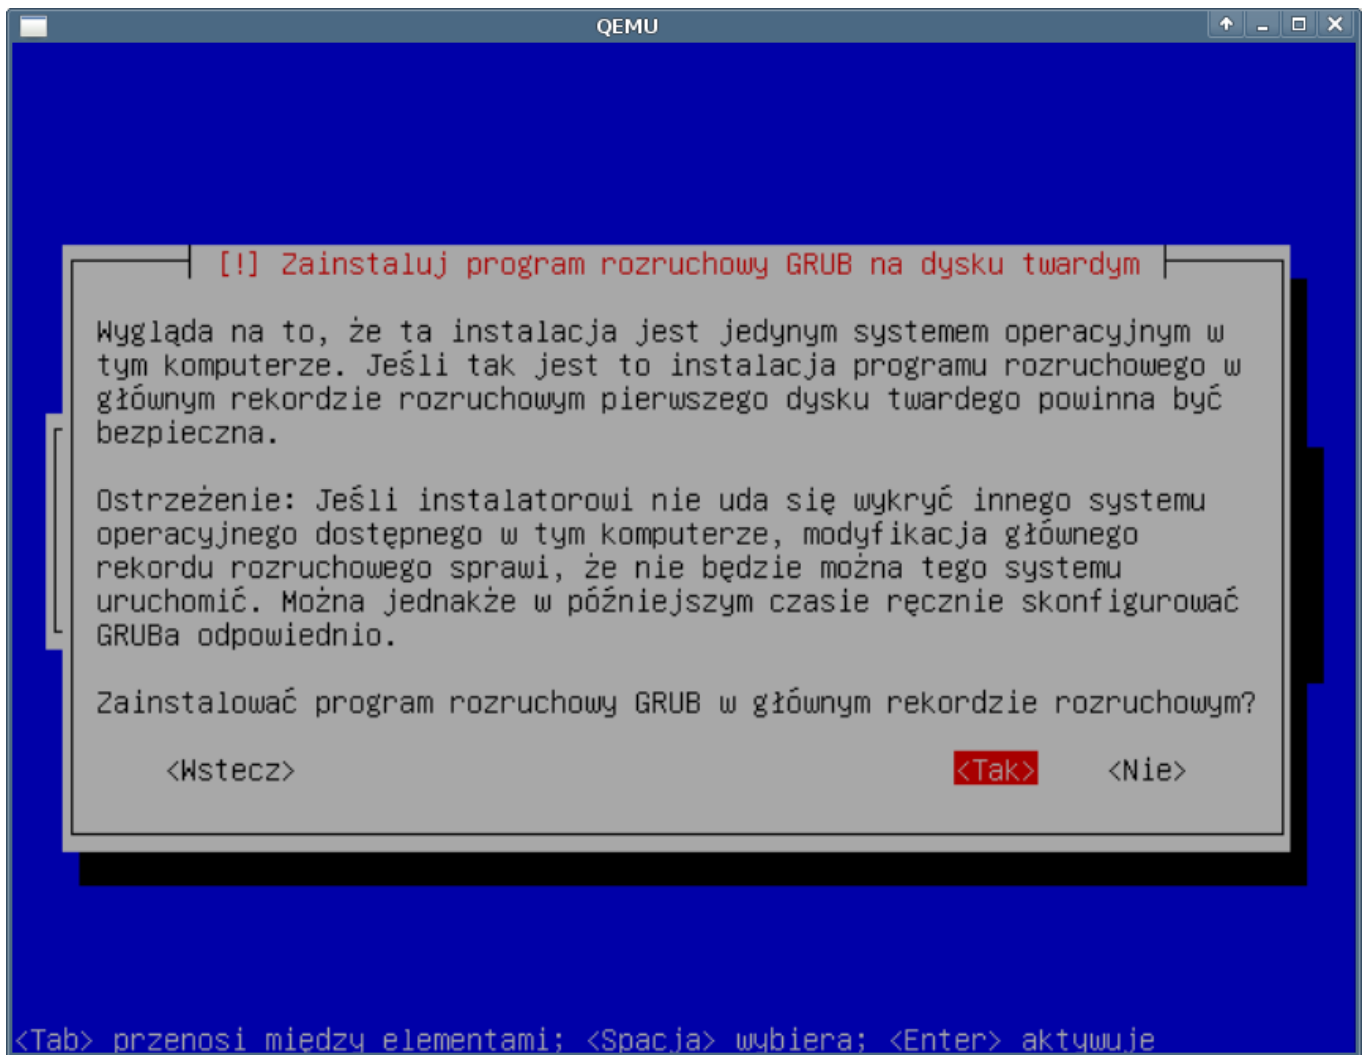 QEMU
[!] Zainstaluj program rozruchowy GRUB na dysku twardym
Wygląda na to, że ta instalacja jest jedynym systemem operacyjnym w
tym komputerze. Jeśli tak jest to instalacja programu rozruchowego w
głównym rekordzie rozruchowym pierwszego dysku twardego powinna być
bezpieczna.
Ostrzeżenie: Jeśli instalatorowi nie uda się wykryć innego systemu
operacyjnego dostępnego w tym komputerze, modyfikacja głównego
rekordu rozruchowego sprawi, że nie będzie można tego systemu
uruchomić. Można jednakże w późniejszym czasie ręcznie skonfigurować
GRUBa odpowiednio.
Zainstalować program rozruchowy GRUB w głównym rekordzie rozruchowym?
<Wstecz> <Tak> <Nie>
<Tab> przenosi między elementami; <Spacja> wybiera; <Enter> aktywuje